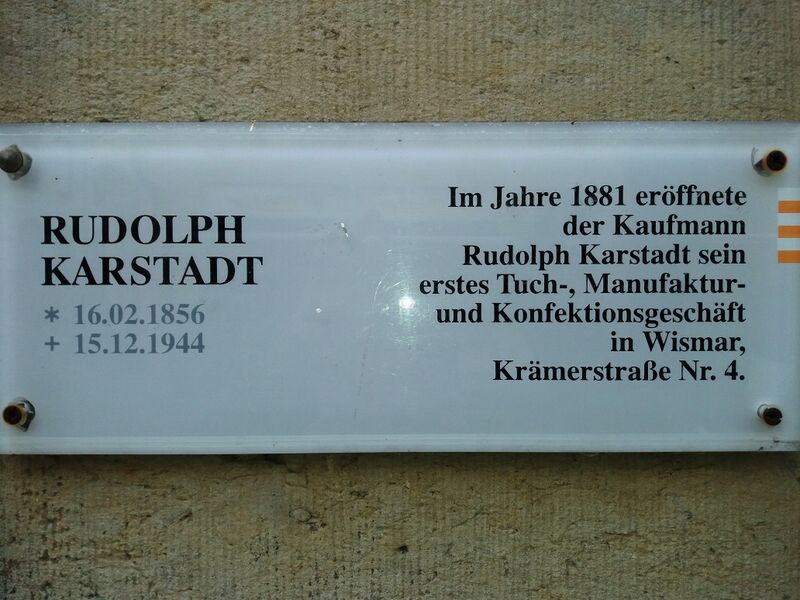 RUDOLPH
KARSTADT
* 16.02.1856
+ 15.12.1944
Im Jahre 1881 eröffnete
der Kaufmann
Rudolph Karstadt sein
erstes Tuch-, Manufaktur-
und Konfektionsgeschäft
in Wismar,
Krämerstraße Nr. 4.